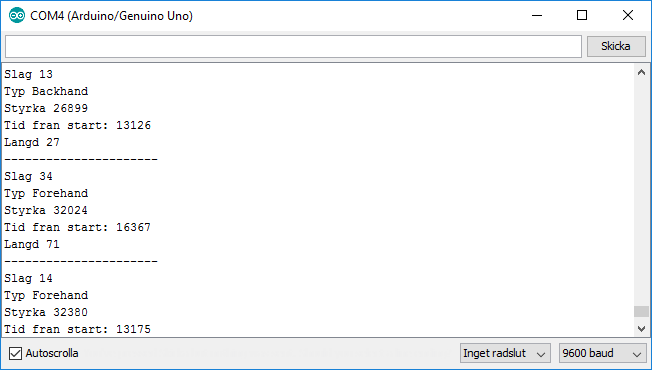 COM4 (Arduino/Genuino Uno)
Skicka
Slag 13
Typ Backhand
Styrka 26899
Tid fran start: 13126
Langd 27
----------------------
Slag 34
Typ Forehand
Styrka 32024
Tid fran start: 16367
Langd 71
----------------------
Slag 14
Typ Forehand
Styrka 32380
Tid fran start: 13175
Autoscrolla
Inget radslut
9600 baud